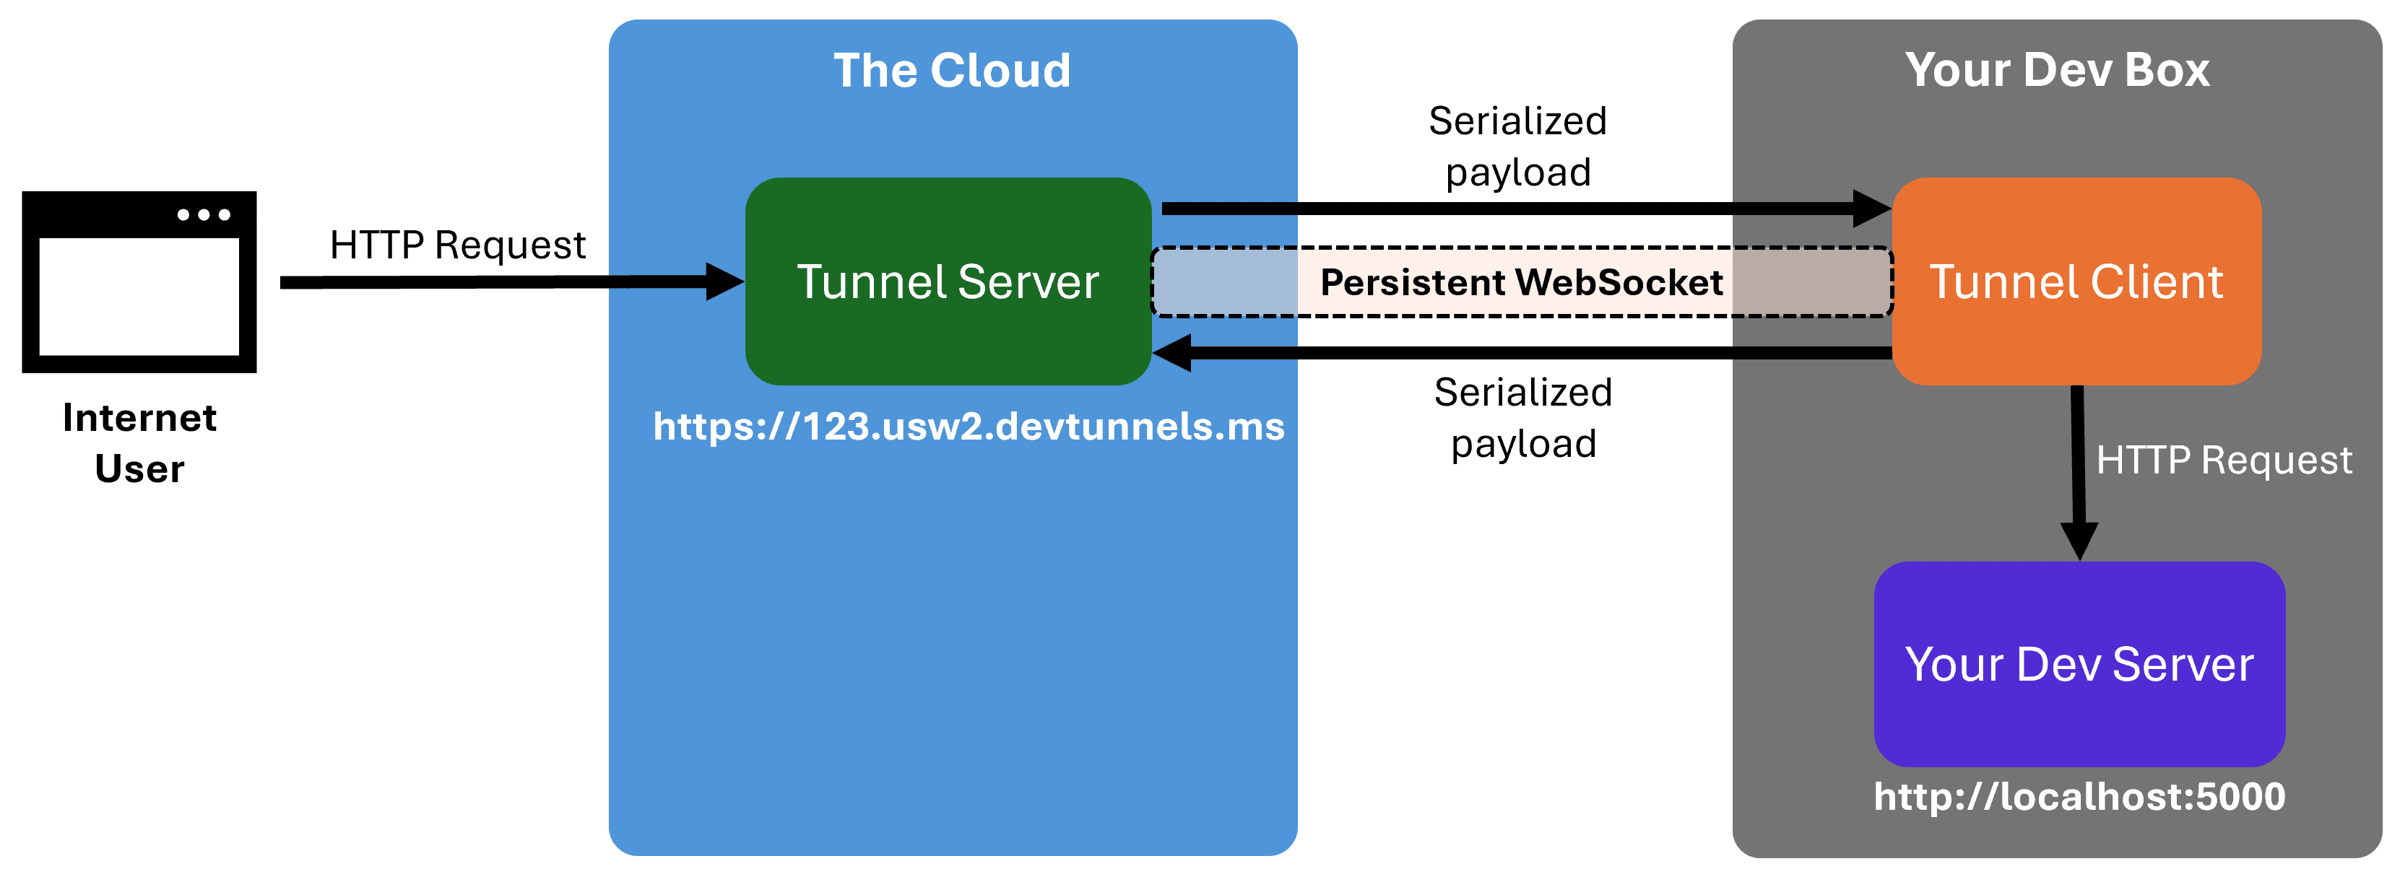 The Cloud
Your Dev Box
Serialized
payload
HTTP Request
Tunnel Server
Persistent WebSocket
Tunnel Client
Internet
User
https://123.usw2.devtunnels.ms
Serialized
payload
HTTP Request
Your Dev Server
http://localhost:5000